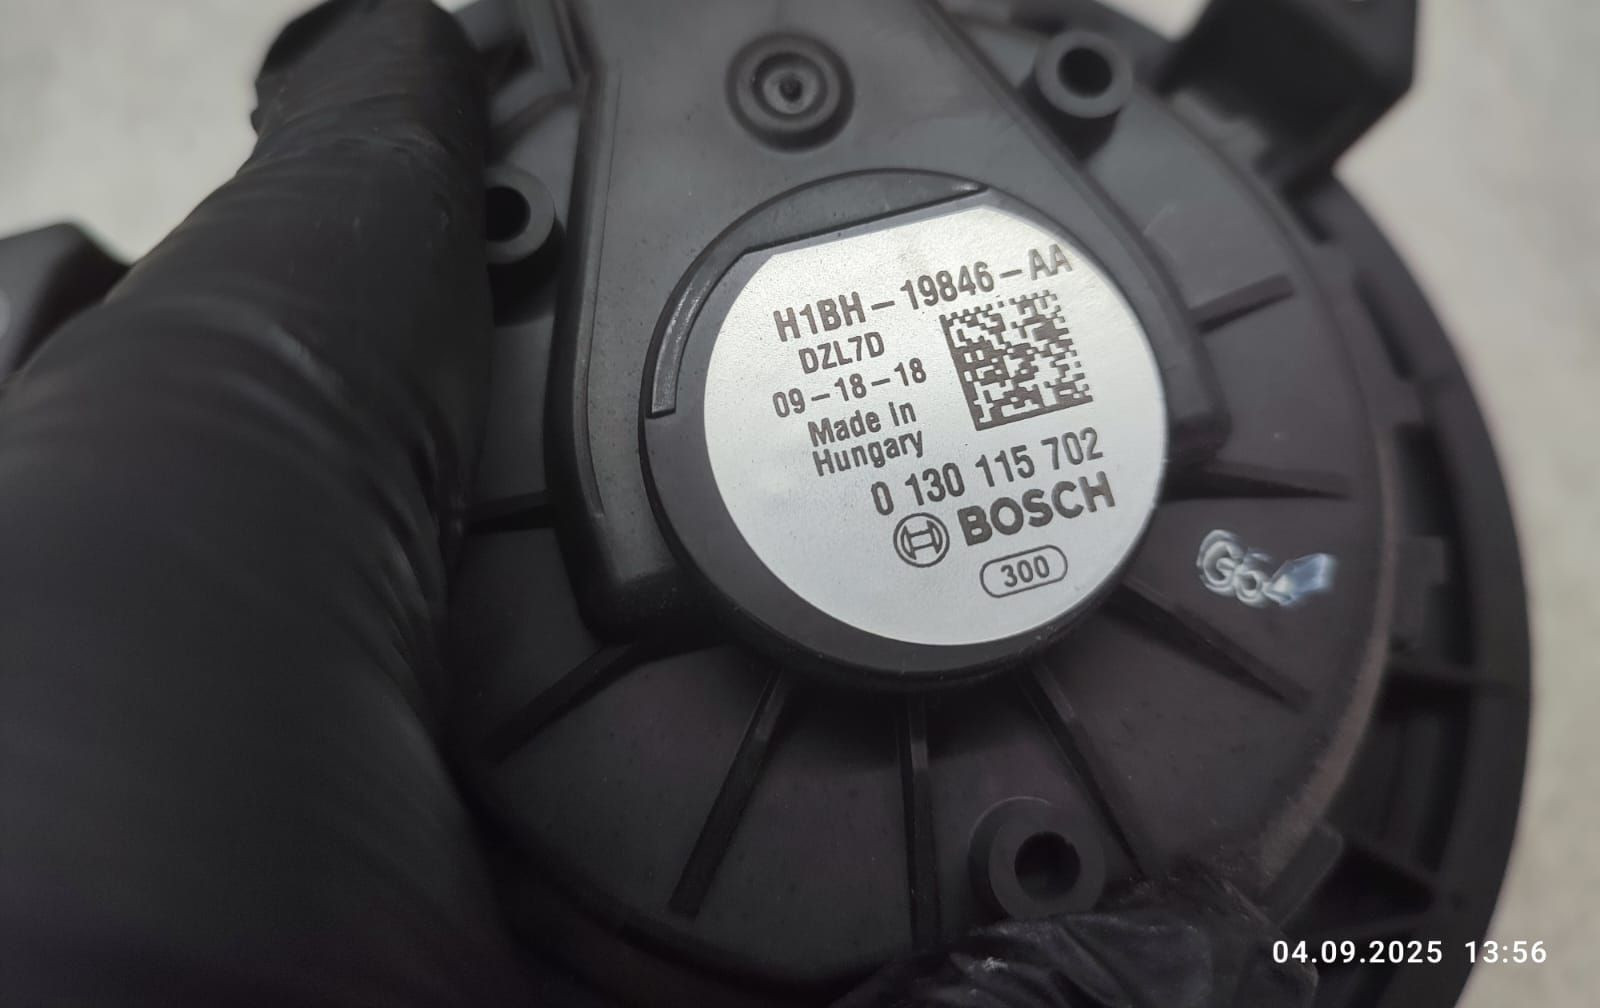 H1BH-19846-AA
DZL7D
09-18-18
Made in
Hungary
0 130 115 702
BOSCH
300
04.09.2025 13:56